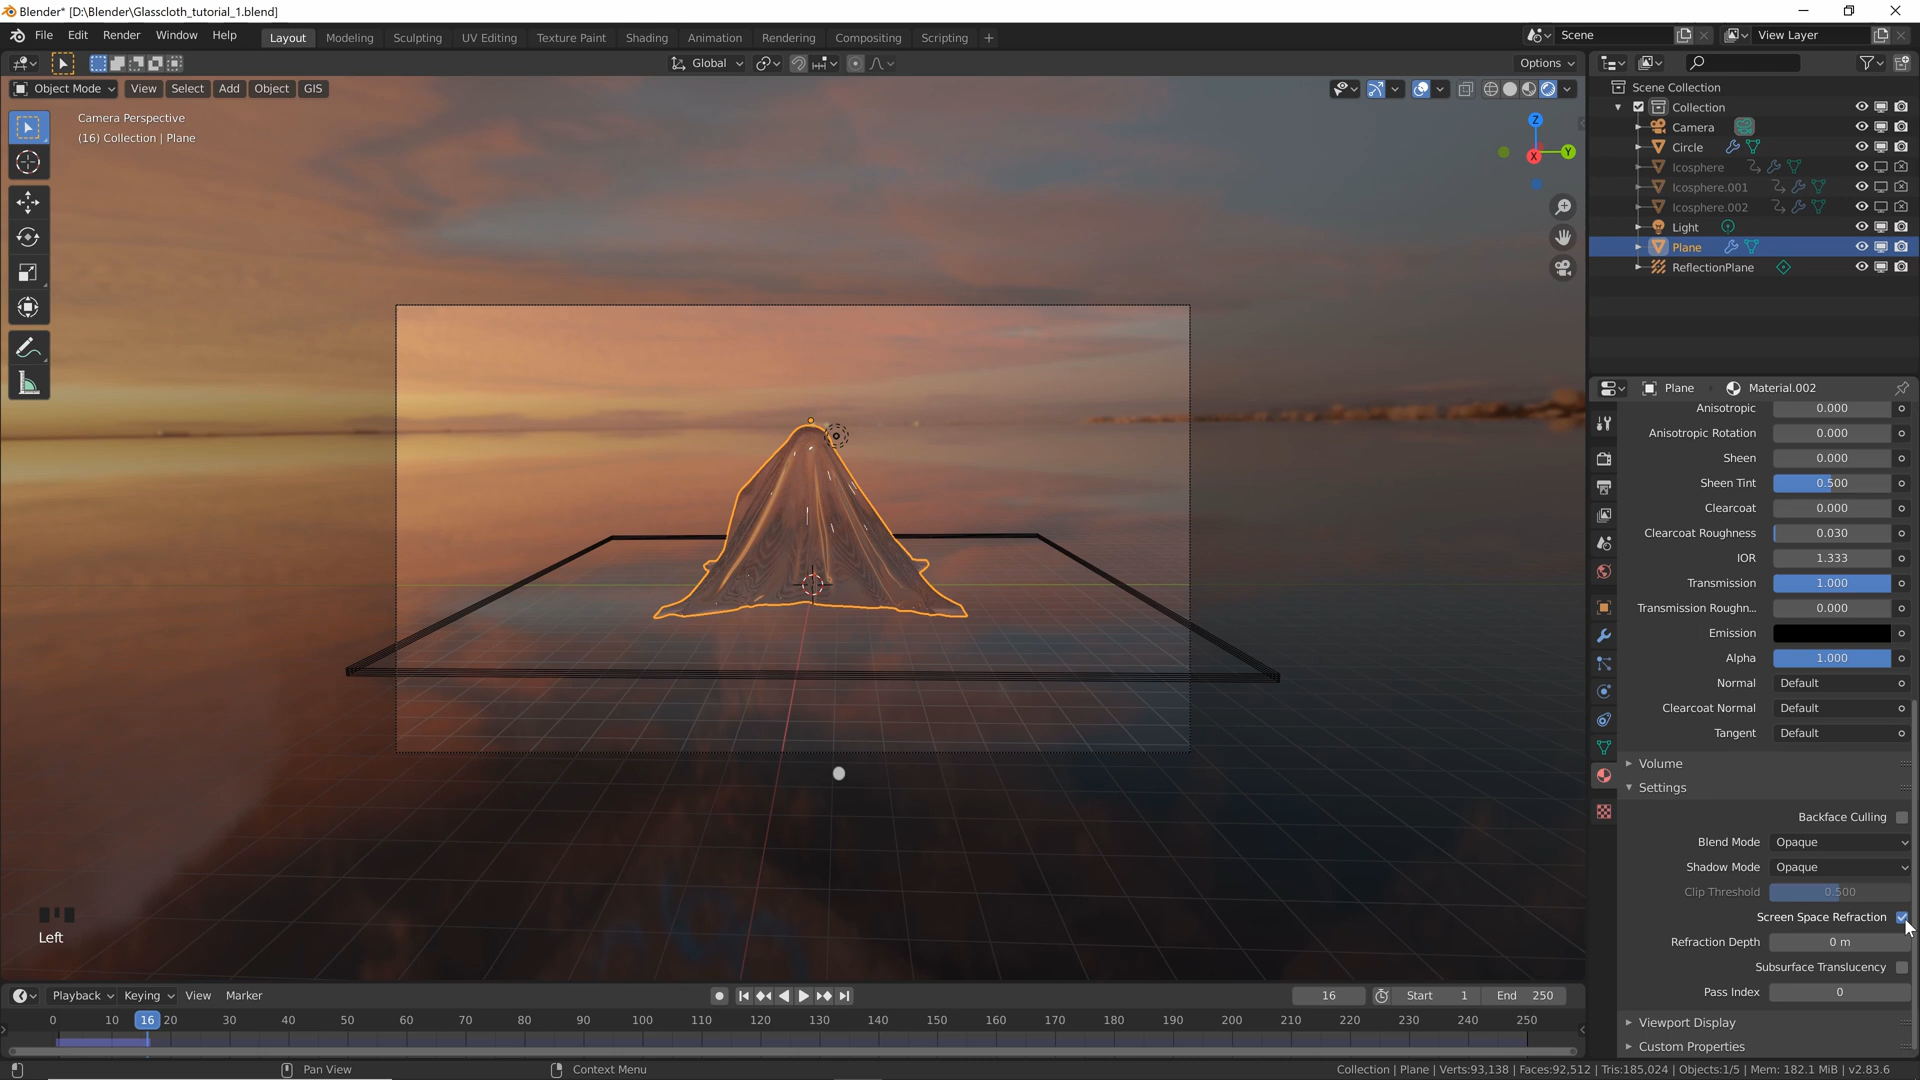 Blender* [D:\Blender\Glasscloth_tutorial_1.blend]
File Edit Render Window Help
Layout Modeling Sculpting UV Editing Texture Paint Shading Animation Rendering Compositing Scripting +
Scene
View Layer
Global
Options
Object Mode View Select Add Object GIS
Camera Perspective
(16) Collection | Plane
Z
Y
X
Scene Collection
Collection
Camera
Circle
Icosphere
Icosphere.001
Icosphere.002
Light
Plane
ReflectionPlane
Plane Material.002
Anisotropic 0.000
Anisotropic Rotation 0.000
Sheen 0.000
Sheen Tint 0.500
Clearcoat 0.000
Clearcoat Roughness 0.030
IOR 1.333
Transmission 1.000
Transmission Roughn... 0.000
Emission
Alpha 1.000
Normal Default
Clearcoat Normal Default
Tangent Default
Volume
Settings
Backface Culling
Blend Mode Opaque
Shadow Mode Opaque
Clip Threshold 0.500
Screen Space Refraction
Refraction Depth 0 m
Subsurface Translucency
Pass Index 0
Viewport Display
Custom Properties
Left
Playback Keying View Marker
16 Start 1 End 250
0 10 16 20 30 40 50 60 70 80 90 100 110 120 130 140 150 160 170 180 190 200 210 220 230 240 250
Pan View
Context Menu
Collection | Plane | Verts:93,138 | Faces:92,512 | Tris:185,024 | Objects:1/5 | Mem: 182.1 MiB | v2.83.6